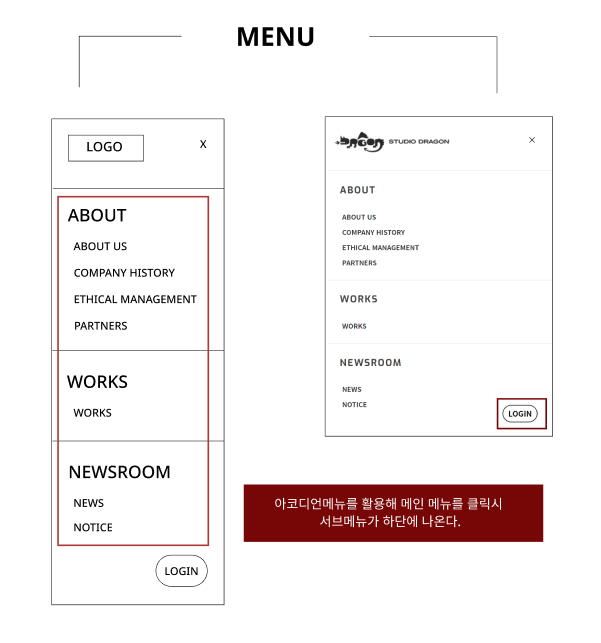 MENU
LOGO
X
ABOUT
ABOUT US
COMPANY HISTORY
ETHICAL MANAGEMENT
PARTNERS
WORKS
WORKS
NEWSROOM
NEWS
NOTICE
LOGIN
DRAGON STUDIO DRAGON
×
ABOUT
ABOUT US
COMPANY HISTORY
ETHICAL MANAGEMENT
PARTNERS
WORKS
WORKS
NEWSROOM
NEWS
NOTICE
LOGIN
아코디언메뉴를 활용해 메인 메뉴를 클릭시
서브메뉴가 하단에 나온다.